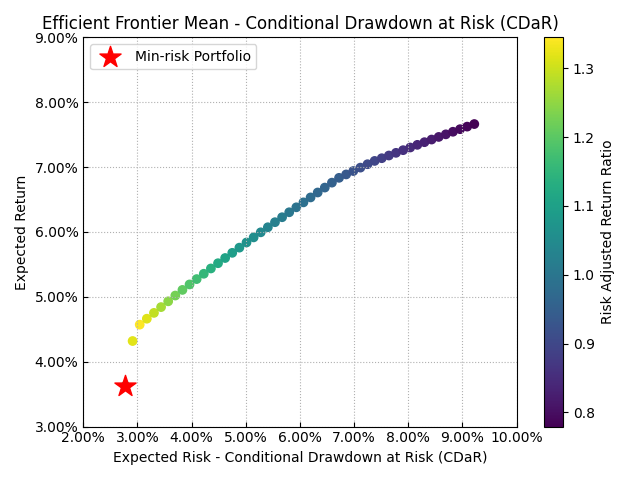 Efficient Frontier Mean - Conditional Drawdown at Risk (CDaR)
Min-risk Portfolio
9.00%
8.00%
7.00%
6.00%
5.00%
4.00%
3.00%
Expected Return
2.00% 3.00% 4.00% 5.00% 6.00% 7.00% 8.00% 9.00% 10.00%
Expected Risk - Conditional Drawdown at Risk (CDaR)
1.3
1.2
1.1
1.0
0.9
0.8
Risk Adjusted Return Ratio